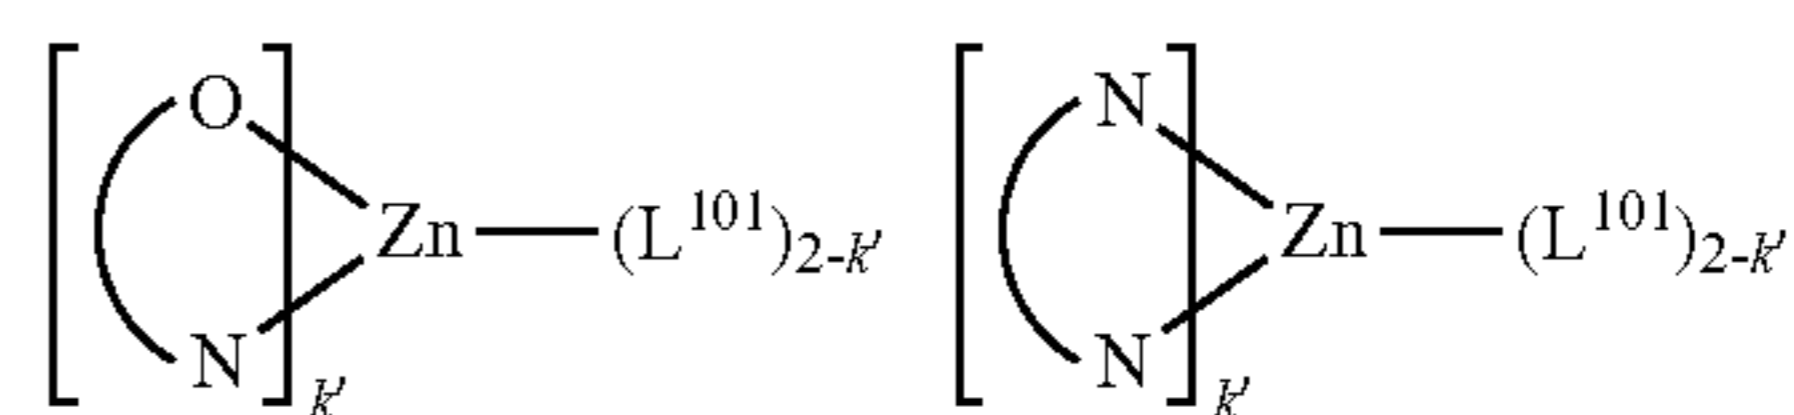 [O N]k' Zn—(L101)2-k' [N N]k' Zn—(L101)2-k'